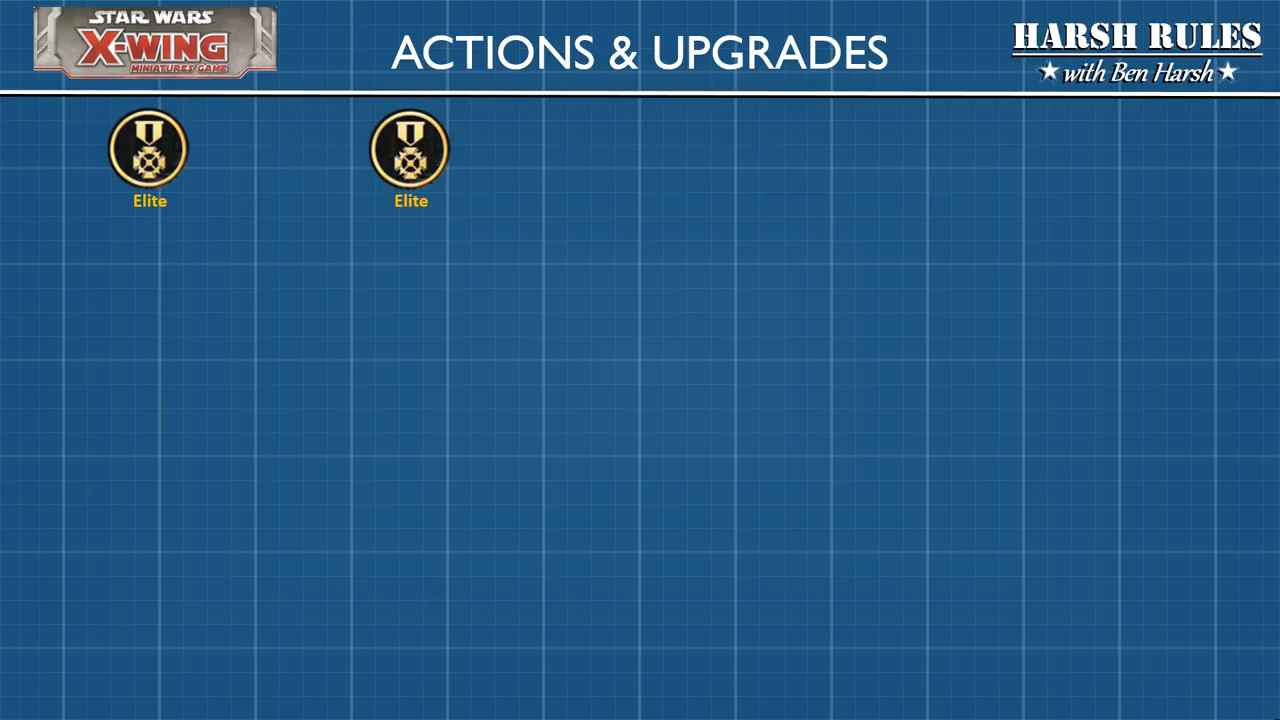 STAR WARS
X-WING
MINIATURES GAME
ACTIONS & UPGRADES
HARSH RULES
with Ben Harsh
Elite
Elite